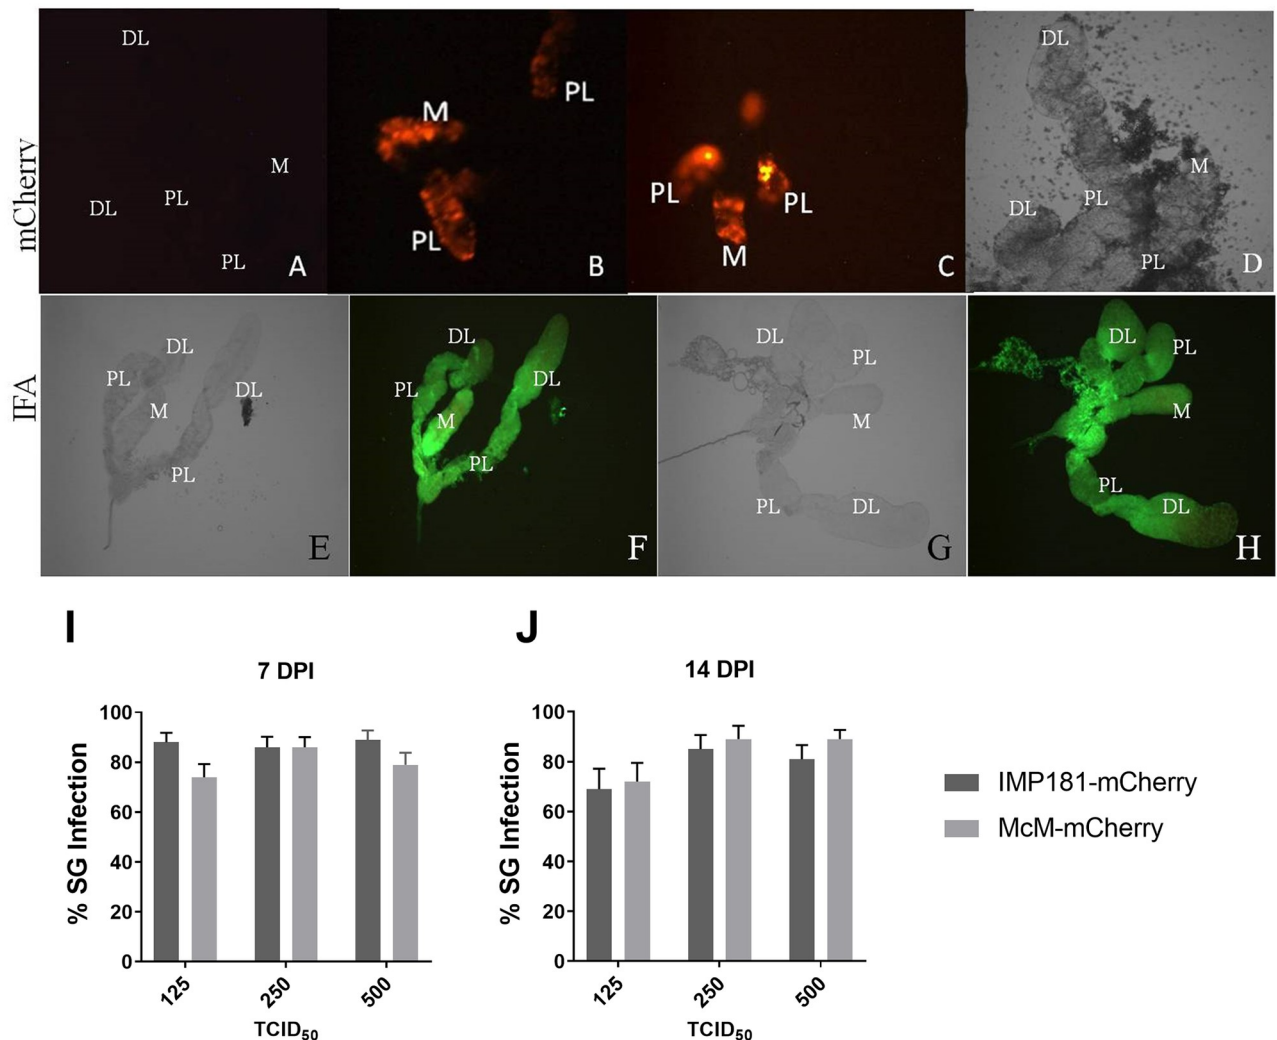 mCherry
DL
M
DL
PL
PL
A
M
PL
PL
B
PL
PL
M
C
DL
M
PL
DL
PL
D
IFA
DL
PL
DL
M
PL
E
DL
DL
PL
M
PL
F
DL
PL
M
PL
DL
G
DL
PL
M
PL
DL
H
I
7 DPI
% SG Infection
100
80
60
40
20
0
125
250
500
TCID50
J
14 DPI
% SG Infection
100
80
60
40
20
0
125
250
500
TCID50
IMP181-mCherry
McM-mCherry